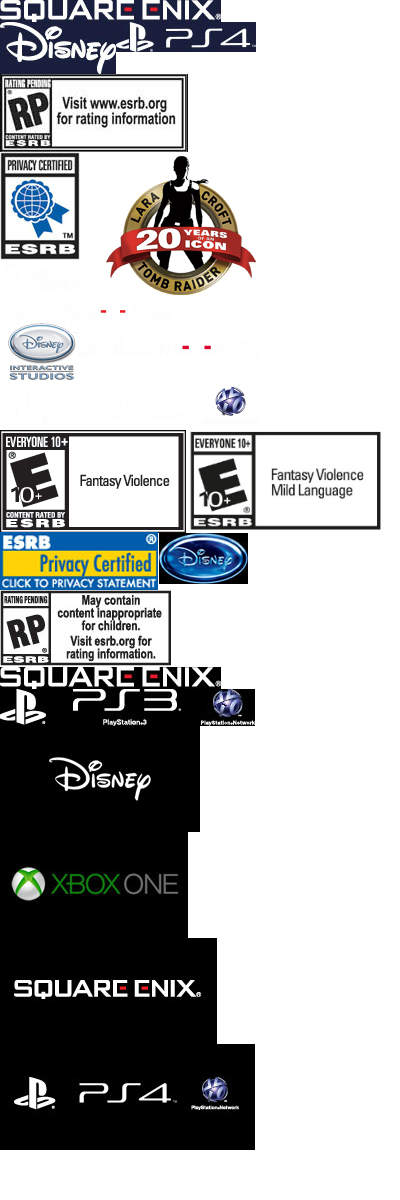 SQUARE ENIX®
Disney PS4™
RATING PENDING
RP®
CONTENT RATED BY
ESRB
Visit www.esrb.org
for rating information
PRIVACY CERTIFIED
™
ESRB
LARA CROFT
20 YEARS
OF AN
ICON
TOMB RAIDER
Disney
INTERACTIVE
STUDIOS
EVERYONE 10+
®
E
10+
CONTENT RATED BY
ESRB
Fantasy Violence
EVERYONE 10+
E
10+
®
ESRB
Fantasy Violence
Mild Language
ESRB ®
Privacy Certified
CLICK TO PRIVACY STATEMENT
Disney
RATING PENDING
RP
®
ESRB
May contain
content inappropriate
for children.
Visit esrb.org for
rating information.
SQUARE ENIX®
PS3
PlayStation®3
PlayStation®Network
Disney
XBOX ONE
SQUARE ENIX®
PS4™
PlayStation®Network